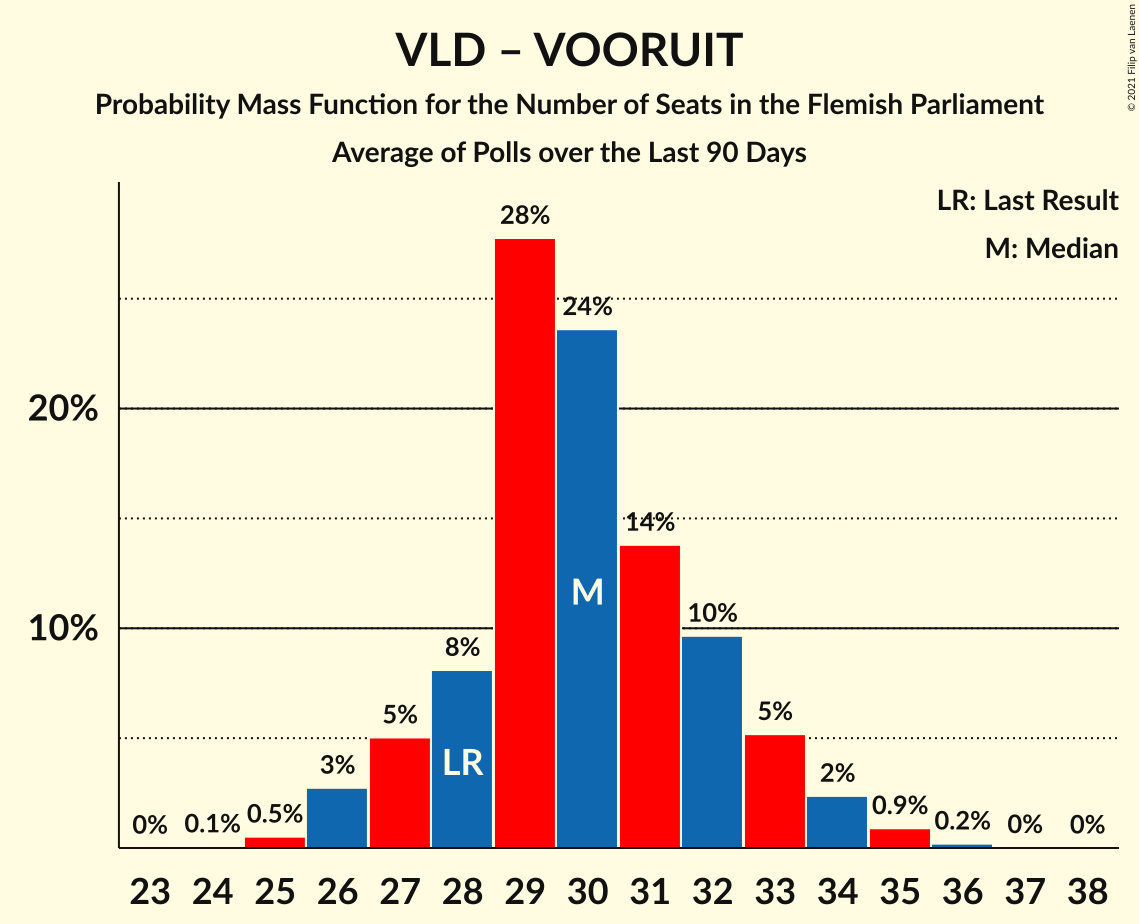 VLD – VOORUIT
Probability Mass Function for the Number of Seats in the Flemish Parliament
Average of Polls over the Last 90 Days
© 2021 Filip van Laenen
LR: Last Result
M: Median
20%
10%
0%
0.1%
0.5%
3%
5%
8%
28%
24%
14%
10%
5%
2%
0.9%
0.2%
0%
0%
LR
M
23 24 25 26 27 28 29 30 31 32 33 34 35 36 37 38